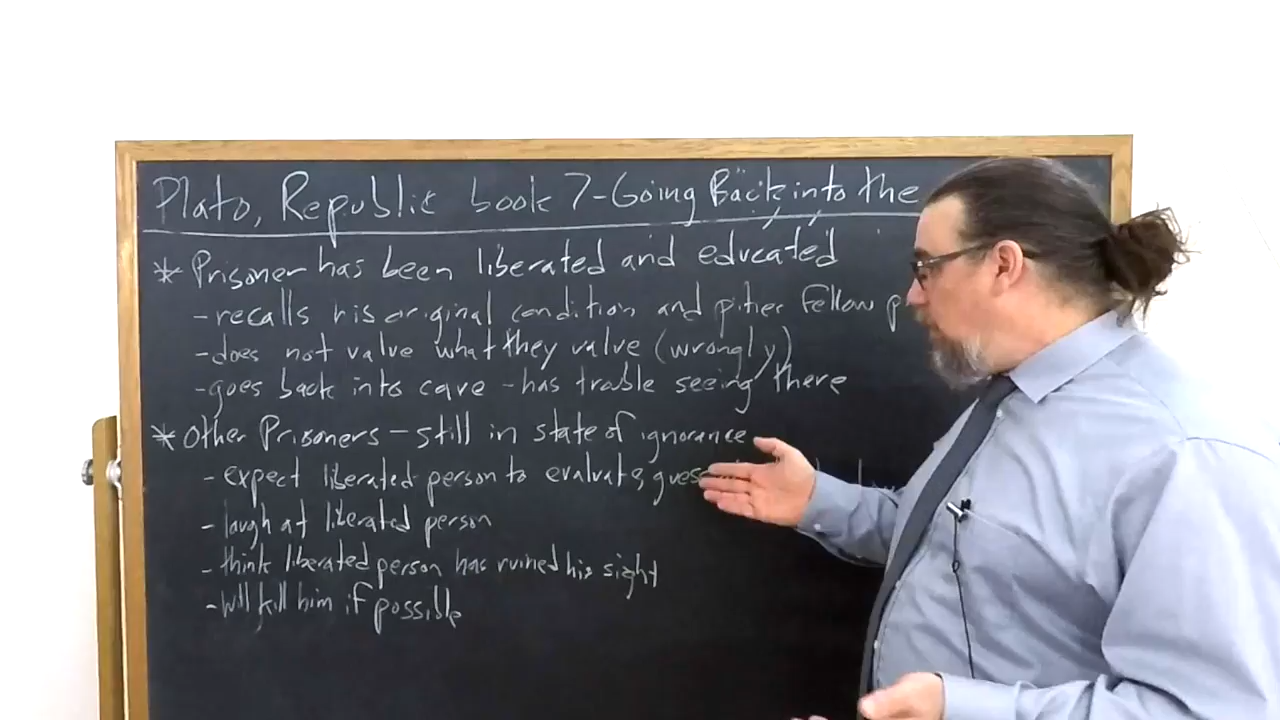 Plato, Republic book 7-Going Back into the
* Prisoner has been liberated and educated
- recalls his original condition and pities fellow p
- does not value what they value (wrongly)
- goes back into cave - has trouble seeing there
* Other Prisoners - still in state of ignorance
- expect liberated person to evaluate, guess
- laugh at liberated person
- think liberated person has ruined his sight
- will kill him if possible